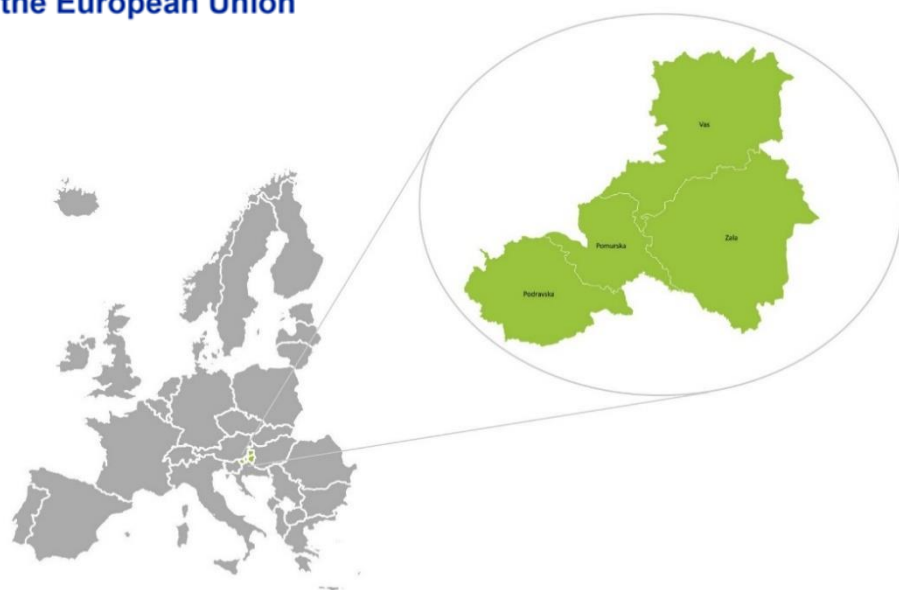 the European Union
Vas
Zala
Pomurska
Podravska